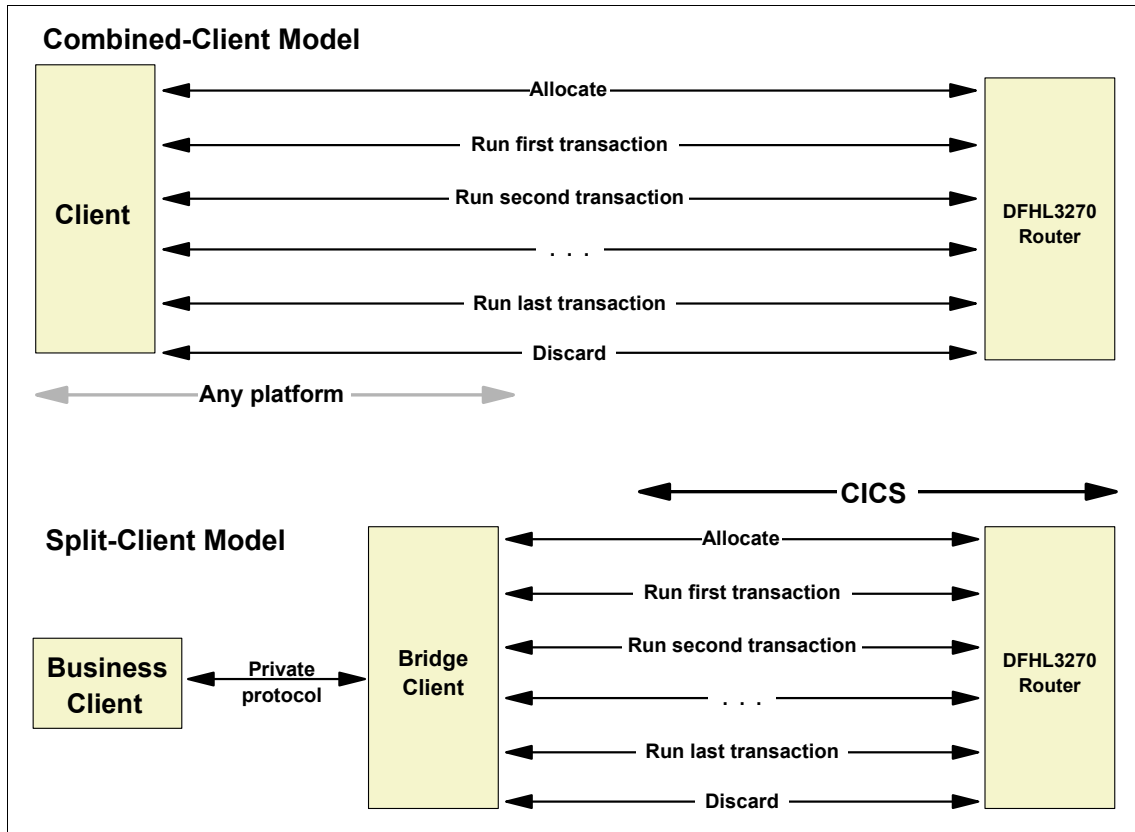 Combined-Client Model
Allocate
Run first transaction
Run second transaction
Client
DFHL3270
Router
. . .
Run last transaction
Discard
Any platform
CICS
Split-Client Model
Allocate
Run first transaction
Run second transaction
Business
Client
Private
protocol
Bridge
Client
DFHL3270
Router
. . .
Run last transaction
Discard